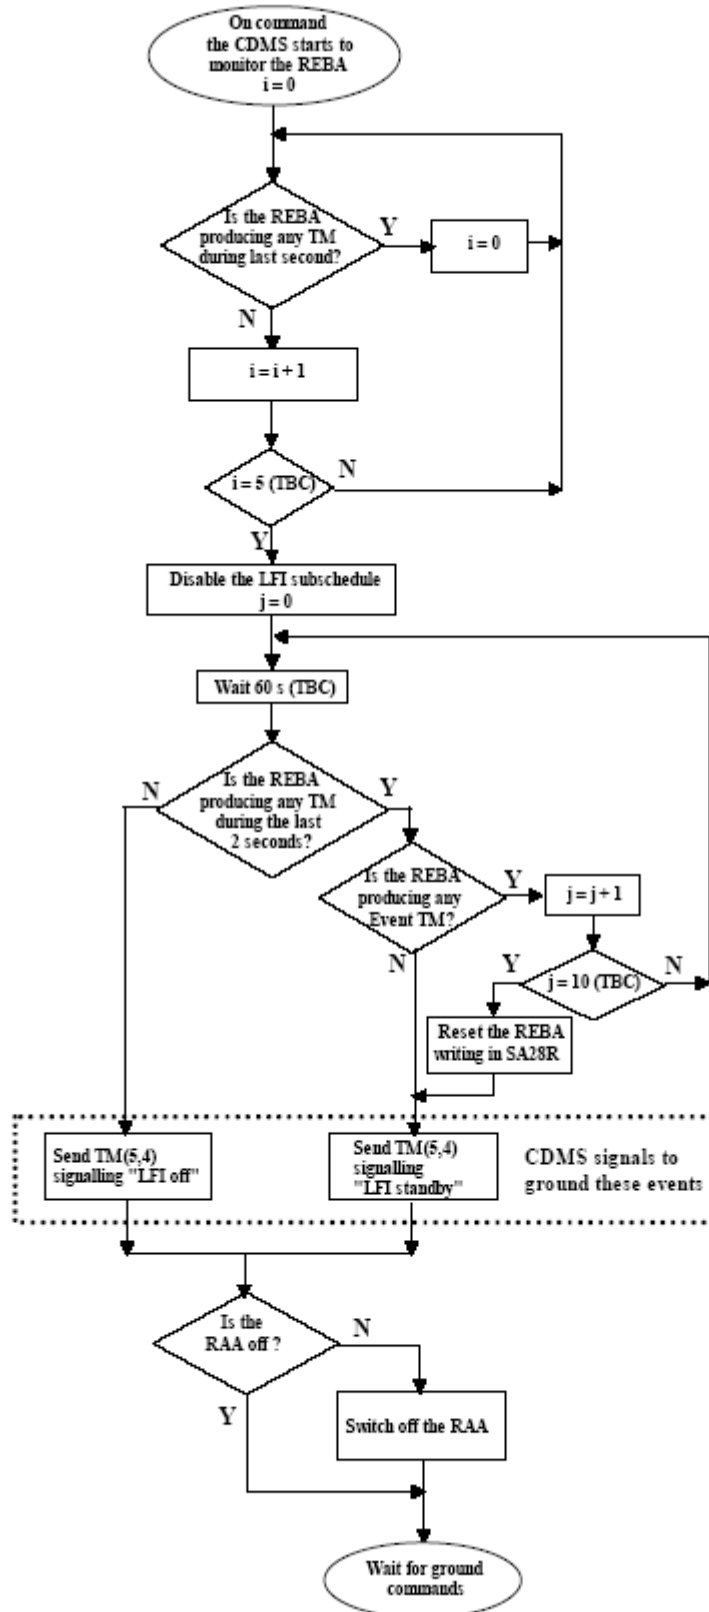 On command
the CDMS starts to
monitor the REBA
i = 0
Is the REBA
producing any TM
during last second?
Y
i = 0
N
i = i + 1
i = 5 (TBC)
N
Y
Disable the LFI subschedule
j = 0
Wait 60 s (TBC)
N
Is the REBA
producing any TM
during the last
2 seconds?
Y
Is the REBA
producing any
Event TM?
Y
j = j + 1
N
Y
j = 10 (TBC)
N
Reset the REBA
writing in SA28R
Send TM(5,4)
signalling "LFI off"
Send TM(5,4)
signalling
"LFI standby"
CDMS signals to
ground these events
Is the
RAA off ?
N
Y
Switch off the RAA
Wait for ground
commands